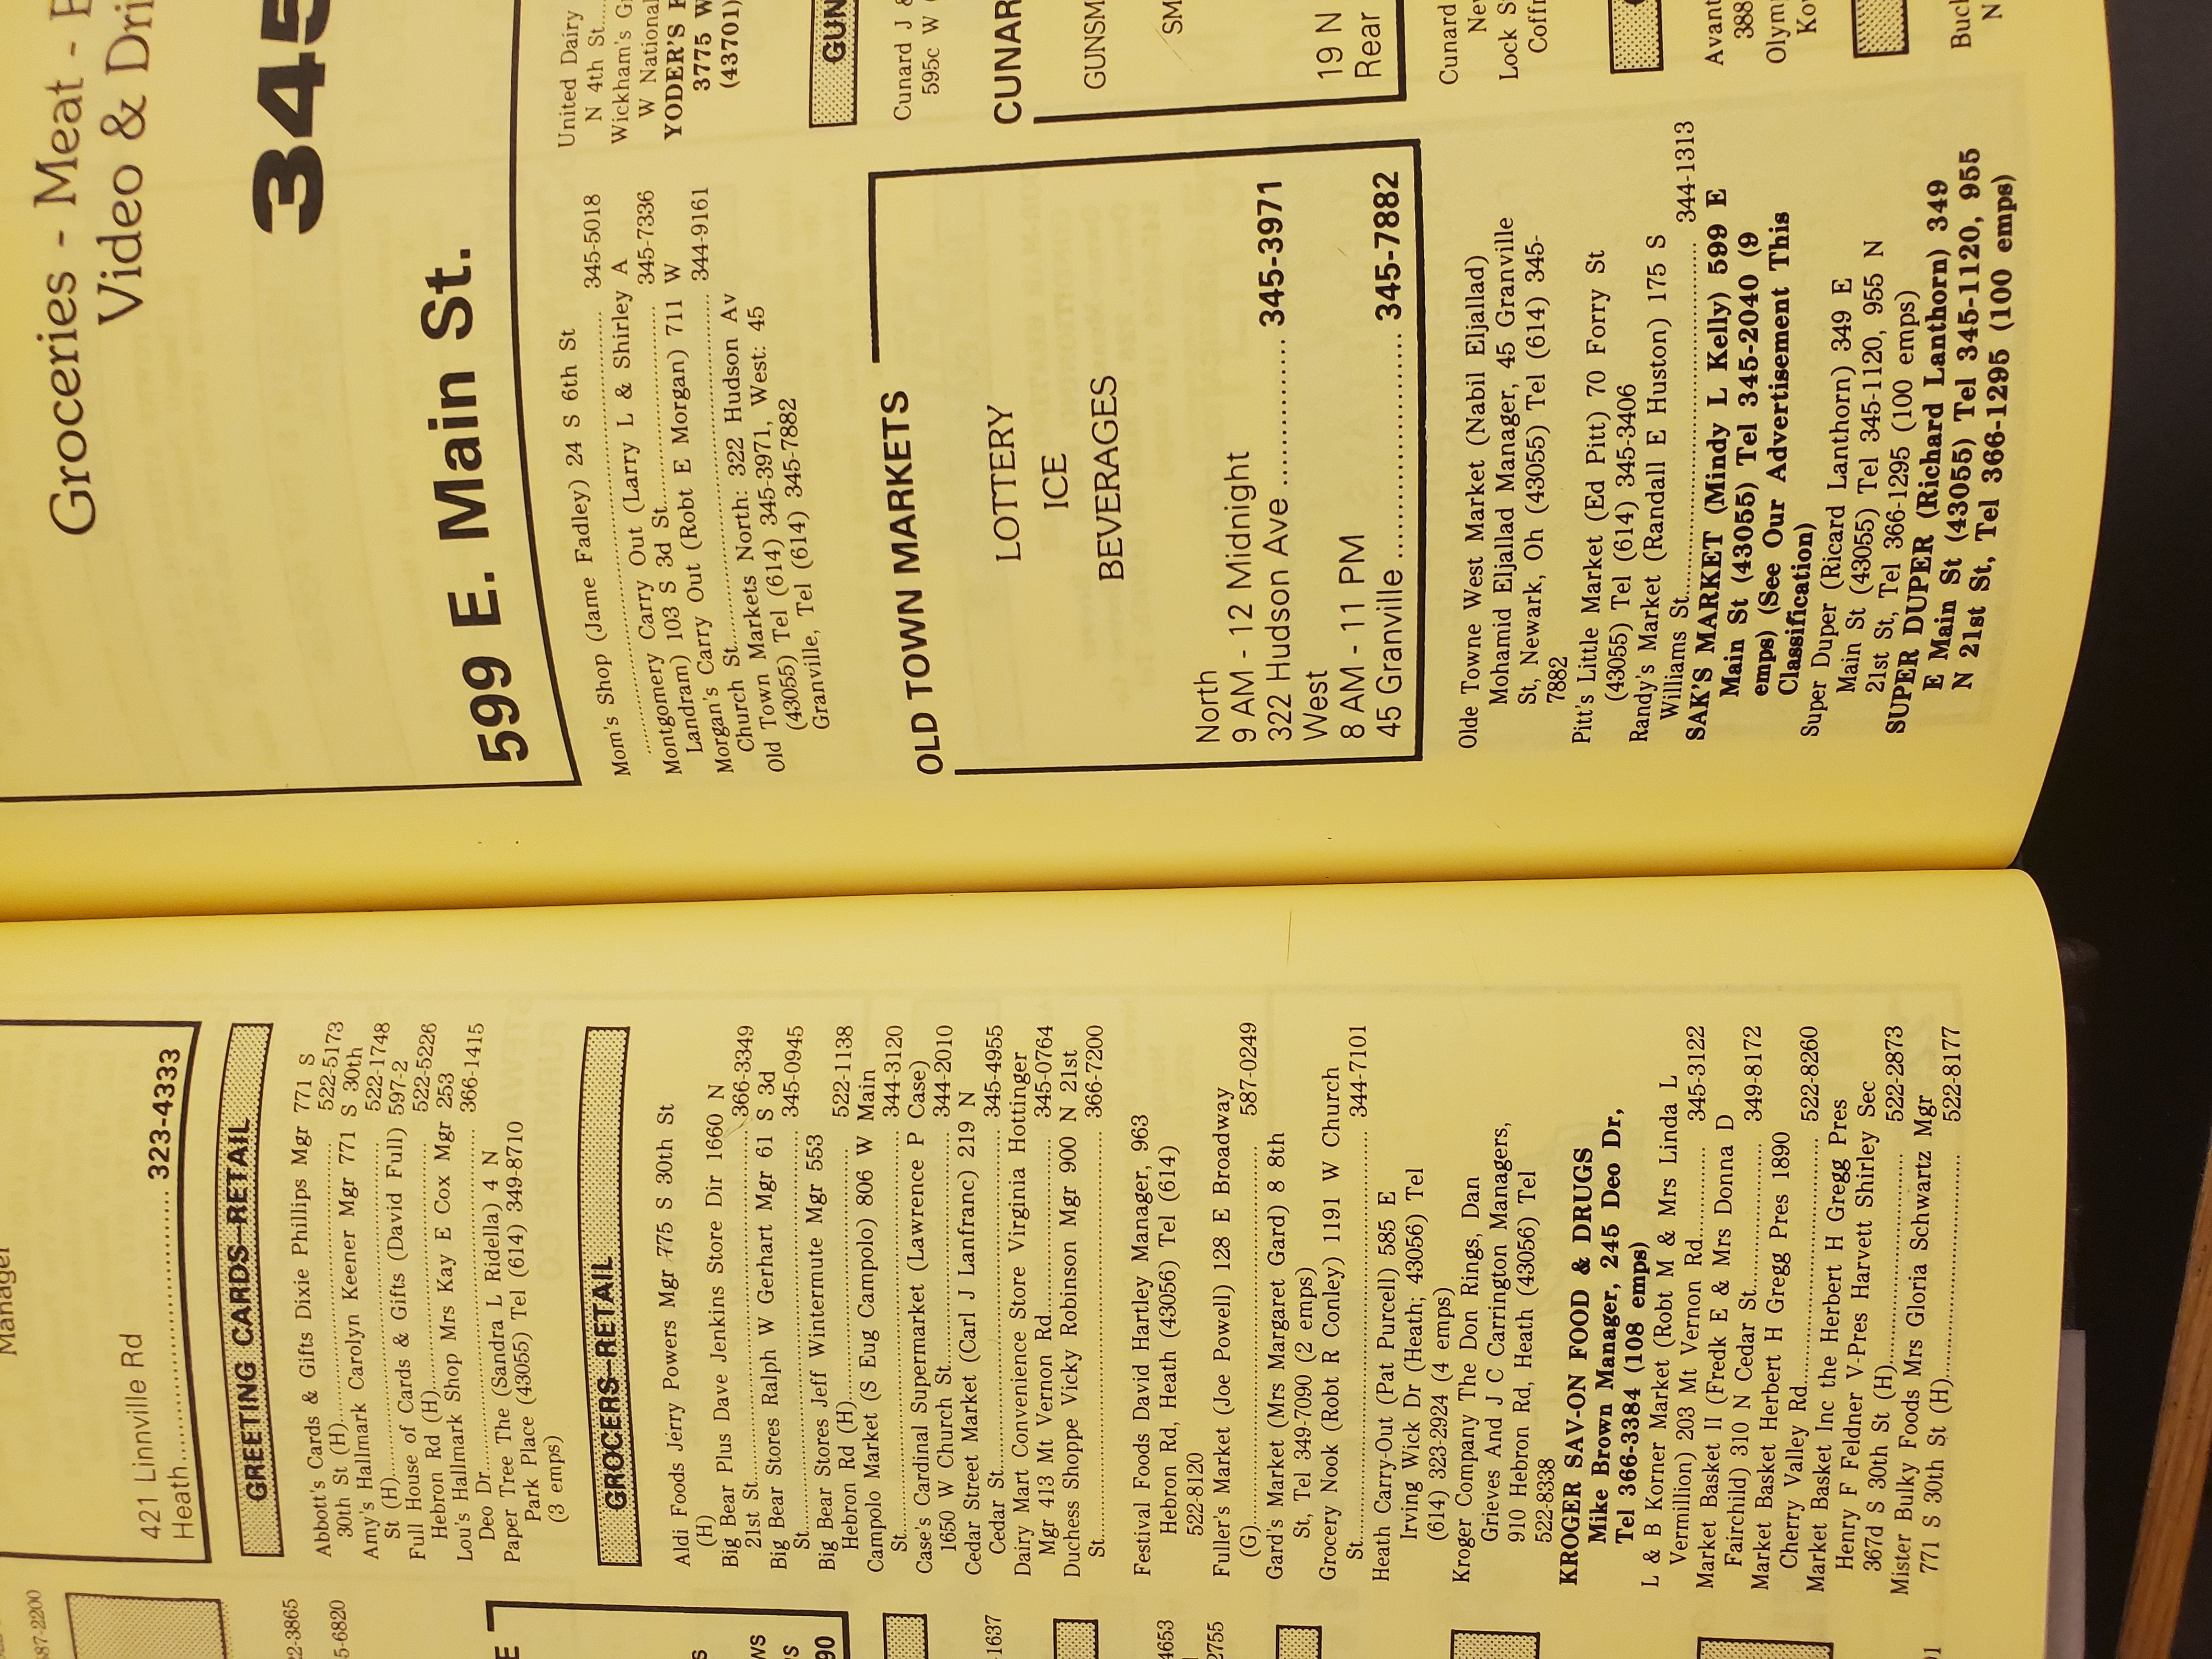 87-2200
22-3865
5-6820
E
WS
90
1637
4653
2755
Manager
421 Linnville Rd
Heath.............................. 323-4333
GREETING CARDS–RETAIL
Abbott's Cards & Gifts Dixie Phillips Mgr 771 S
30th St (H)............................................. 522-5173
Amy's Hallmark Carolyn Keener Mgr 771 S 30th
St (H)...................................................... 522-1748
Full House of Cards & Gifts (David Full) 597-2
Hebron Rd (H)....................................... 522-5226
Lou's Hallmark Shop Mrs Kay E Cox Mgr 253
Deo Dr.................................................... 366-1415
Paper Tree The (Sandra L Ridella) 4 N
Park Place (43055) Tel (614) 349-8710
(3 emps)
GROCERS–RETAIL
Aldi Foods Jerry Powers Mgr 775 S 30th St
(H)
Big Bear Plus Dave Jenkins Store Dir 1660 N
21st St.................................................... 366-3349
Big Bear Stores Ralph W Gerhart Mgr 61 S 3d
St........................................................... 345-0945
Big Bear Stores Jeff Wintermute Mgr 553
Hebron Rd (H)....................................... 522-1138
Campolo Market (S Eug Campolo) 806 W Main
St........................................................... 344-3120
Case's Cardinal Supermarket (Lawrence P Case)
1650 W Church St................................. 344-2010
Cedar Street Market (Carl J Lanfranc) 219 N
Cedar St................................................. 345-4955
Dairy Mart Convenience Store Virginia Hottinger
Mgr 413 Mt Vernon Rd......................... 345-0764
Duchess Shoppe Vicky Robinson Mgr 900 N 21st
St........................................................... 366-7200
Festival Foods David Hartley Manager, 963
Hebron Rd, Heath (43056) Tel (614)
522-8120
Fuller's Market (Joe Powell) 128 E Broadway
(G)......................................................... 587-0249
Gard's Market (Mrs Margaret Gard) 8 8th
St, Tel 349-7090 (2 emps)
Grocery Nook (Robt R Conley) 1191 W Church
St........................................................... 344-7101
Heath Carry-Out (Pat Purcell) 585 E
Irving Wick Dr (Heath; 43056) Tel
(614) 323-2924 (4 emps)
Kroger Company The Don Rings, Dan
Grieves And J C Carrington Managers,
910 Hebron Rd, Heath (43056) Tel
522-8338
KROGER SAV-ON FOOD & DRUGS
Mike Brown Manager, 245 Deo Dr,
Tel 366-3384 (108 emps)
L & B Korner Market (Robt M & Mrs Linda L
Vermillion) 203 Mt Vernon Rd............. 345-3122
Market Basket II (Fredk E & Mrs Donna D
Fairchild) 310 N Cedar St..................... 349-8172
Market Basket Herbert H Gregg Pres 1890
Cherry Valley Rd................................... 522-8260
Market Basket Inc the Herbert H Gregg Pres
Henry F Feldner V-Pres Harvett Shirley Sec
367d S 30th St (H)................................. 522-2873
Mister Bulky Foods Mrs Gloria Schwartz Mgr
771 S 30th St (H)................................... 522-8177
Groceries - Meat -
Video & Dri
345
599 E. Main St.
Mom's Shop (Jame Fadley) 24 S 6th St
................................................................ 345-5018
Montgomery Carry Out (Larry L & Shirley A
Landram) 103 S 3d St........................... 345-7336
Morgan's Carry Out (Robt E Morgan) 711 W
Church St............................................... 344-9161
Old Town Markets North: 322 Hudson Av
(43055) Tel (614) 345-3971, West: 45
Granville, Tel (614) 345-7882
OLD TOWN MARKETS
LOTTERY
ICE
BEVERAGES
North
9 AM - 12 Midnight
322 Hudson Ave .................. 345-3971
West
8 AM - 11 PM
45 Granville .......................... 345-7882
Olde Towne West Market (Nabil Eljallad)
Mohamid Eljallad Manager, 45 Granville
St, Newark, Oh (43055) Tel (614) 345-
7882
Pitt's Little Market (Ed Pitt) 70 Forry St
(43055) Tel (614) 345-3406
Randy's Market (Randall E Huston) 175 S
Williams St............................................. 344-1313
SAK'S MARKET (Mindy L Kelly) 599 E
Main St (43055) Tel 345-2040 (9
emps) (See Our Advertisement This
Classification)
Super Duper (Ricard Lanthorn) 349 E
Main St (43055) Tel 345-1120, 955 N
21st St, Tel 366-1295 (100 emps)
SUPER DUPER (Richard Lanthorn) 349
E Main St (43055) Tel 345-1120, 955
N 21st St, Tel 366-1295 (100 emps)
United Dairy
N 4th St
Wickham's
W National
YODER'S
3775 W
(43701)
GUN
Cunard J &
595c W
CUNAR
GUNSM
SM
19 N
Rear
Cunard
Lock
Coffr
Avant
388
Olym
Buc
N